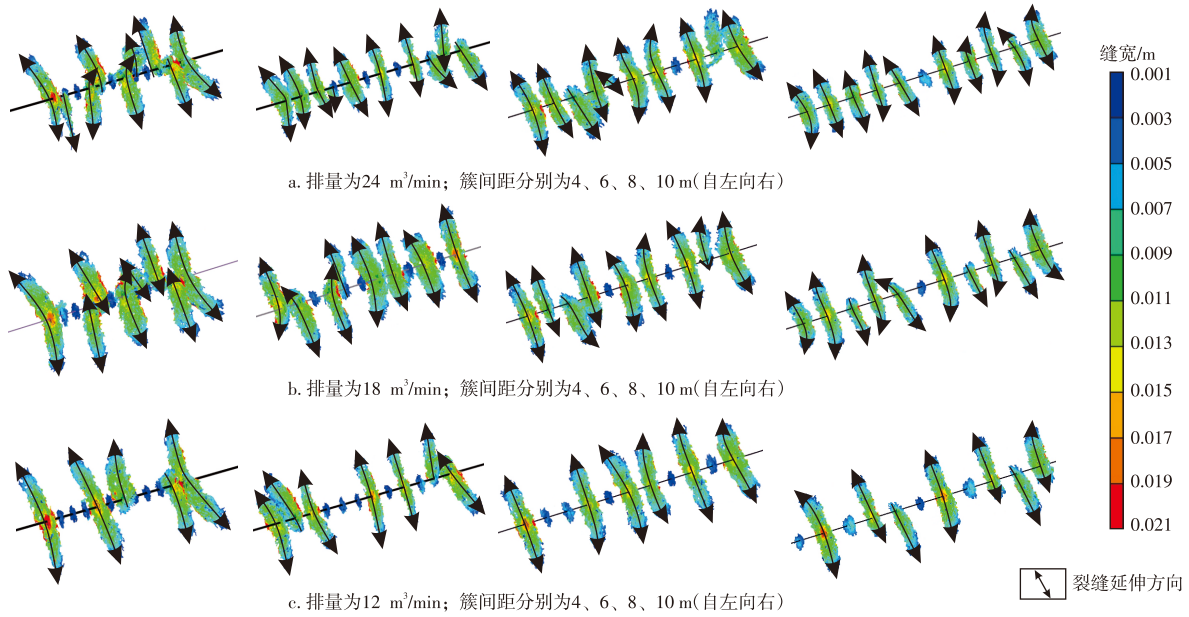 缝宽/m
0.001
0.003
0.005
0.007
0.009
0.011
0.013
0.015
0.017
0.019
0.021
a. 排量为24 m³/min；簇间距分别为4、6、8、10 m(自左向右)
b. 排量为18 m³/min；簇间距分别为4、6、8、10 m(自左向右)
c. 排量为12 m³/min；簇间距分别为4、6、8、10 m(自左向右)
裂缝延伸方向